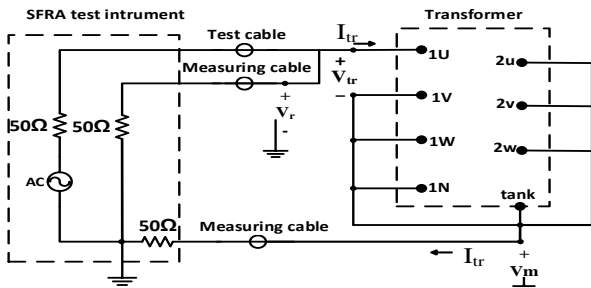 SFRA test intrument
Test cable
Measuring cable
50Ω
50Ω
AC
50Ω
Measuring cable
+
Vr
-
Itr
+
Vtr
-
Transformer
1U
1V
1W
1N
2u
2v
2w
tank
Itr
+
Vm